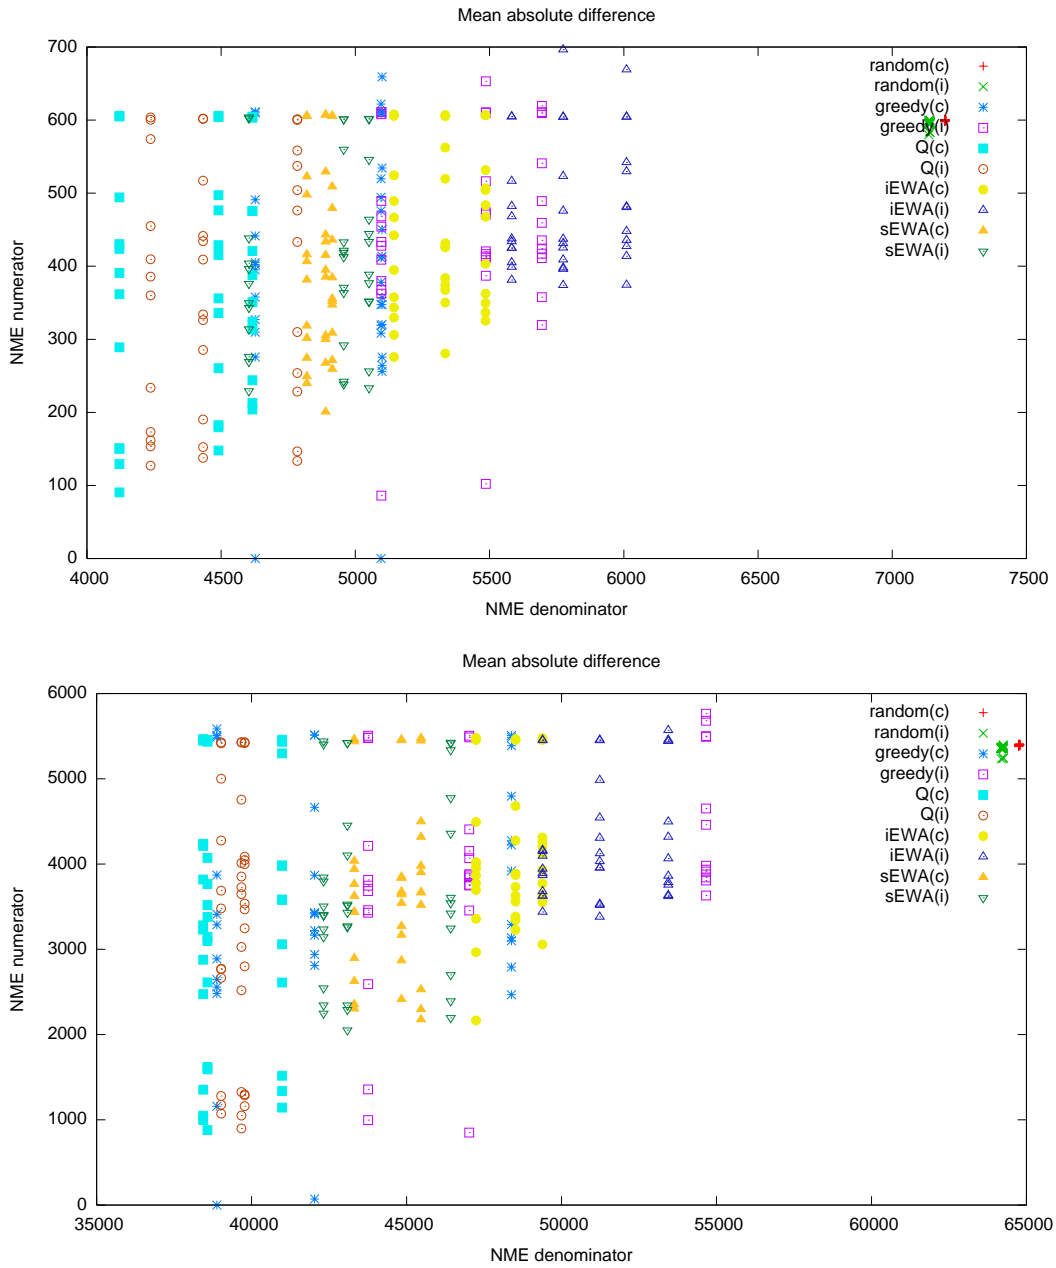 Mean absolute difference
700
600
500
400
300
200
100
0
NME numerator
4000 4500 5000 5500 6000 6500 7000 7500
NME denominator
random(c)
random(i)
greedy(c)
greedy(i)
Q(c)
Q(i)
iEWA(c)
iEWA(i)
sEWA(c)
sEWA(i)
Mean absolute difference
6000
5000
4000
3000
2000
1000
0
NME numerator
35000 40000 45000 50000 55000 60000 65000
NME denominator
random(c)
random(i)
greedy(c)
greedy(i)
Q(c)
Q(i)
iEWA(c)
iEWA(i)
sEWA(c)
sEWA(i)